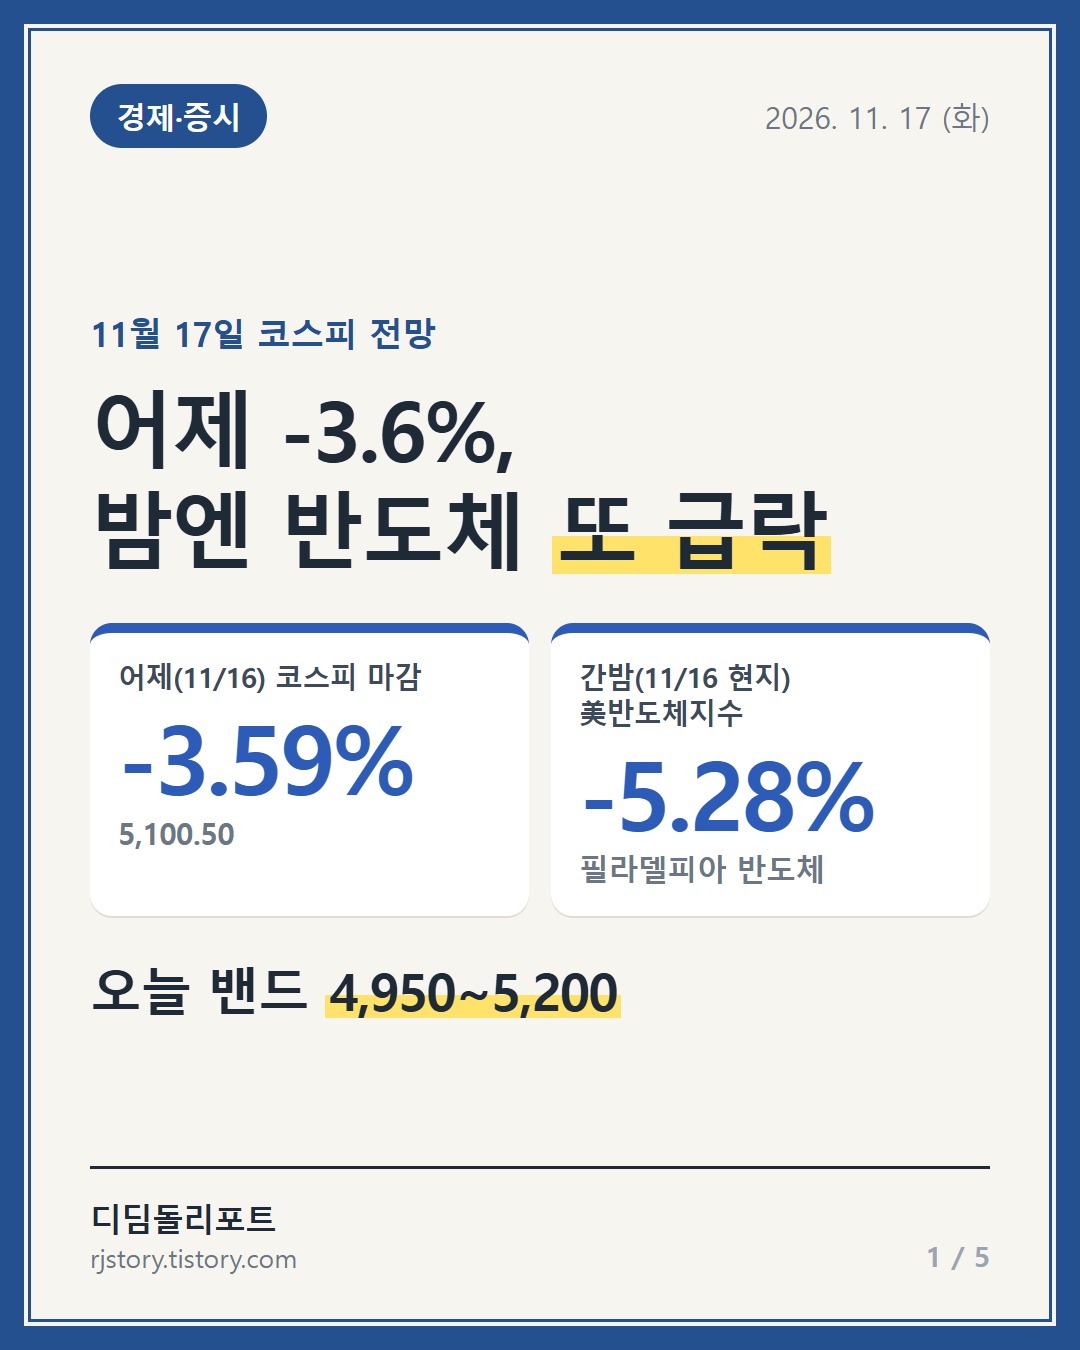 경제·증시
2026. 11. 17 (화)
11월 17일 코스피 전망
어제 -3.6%,
밤엔 반도체 또 급락
어제(11/16) 코스피 마감
-3.59%
5,100.50
간밤(11/16 현지)
美반도체지수
-5.28%
필라델피아 반도체
오늘 밴드 4,950~5,200
디딤돌리포트
rjstory.tistory.com
1 / 5